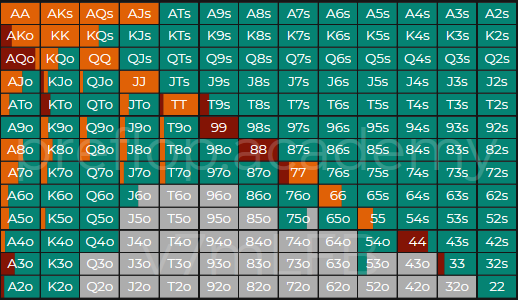 AA AKs AQs AJs ATs A9s A8s A7s A6s A5s A4s A3s A2s
AKo KK KQs KJs KTs K9s K8s K7s K6s K5s K4s K3s K2s
AQo KQo QQ QJs QTs Q9s Q8s Q7s Q6s Q5s Q4s Q3s Q2s
AJo KJo QJo JJ JTs J9s J8s J7s J6s J5s J4s J3s J2s
ATo KTo QTo JTo TT T9s T8s T7s T6s T5s T4s T3s T2s
A9o K9o Q9o J9o T9o 99 98s 97s 96s 95s 94s 93s 92s
A8o K8o Q8o J8o T8o 98o 88 87s 86s 85s 84s 83s 82s
preflop.academy
A7o K7o Q7o J7o T7o 97o 87o 77 76s 75s 74s 73s 72s
A6o K6o Q6o J6o T6o 96o 86o 76o 66 65s 64s 63s 62s
A5o K5o Q5o J5o T5o 95o 85o 75o 65o 55 54s 53s 52s
A4o K4o Q4o J4o T4o 94o 84o 74o 64o 54o 44 43s 42s
A3o K3o Q3o J3o T3o 93o 83o 73o 63o 53o 43o 33 32s
A2o K2o Q2o J2o T2o 92o 82o 72o 62o 52o 42o 32o 22